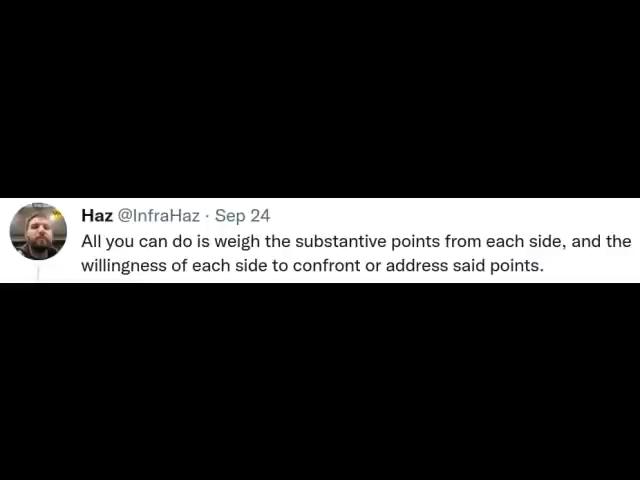 Haz @InfraHaz · Sep 24
All you can do is weigh the substantive points from each side, and the
willingness of each side to confront or address said points.